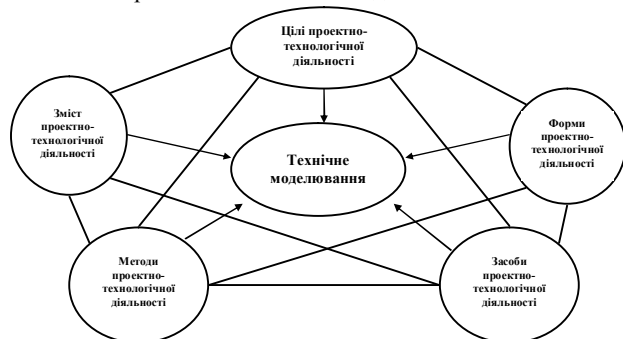 Цілі проектно-
технологічної
діяльності
Зміст
проектно-
технологічної
діяльності
Форми
проектно-
технологічної
діяльності
Технічне
моделювання
Методи
проектно-
технологічної
діяльності
Засоби
проектно-
технологічної
діяльності